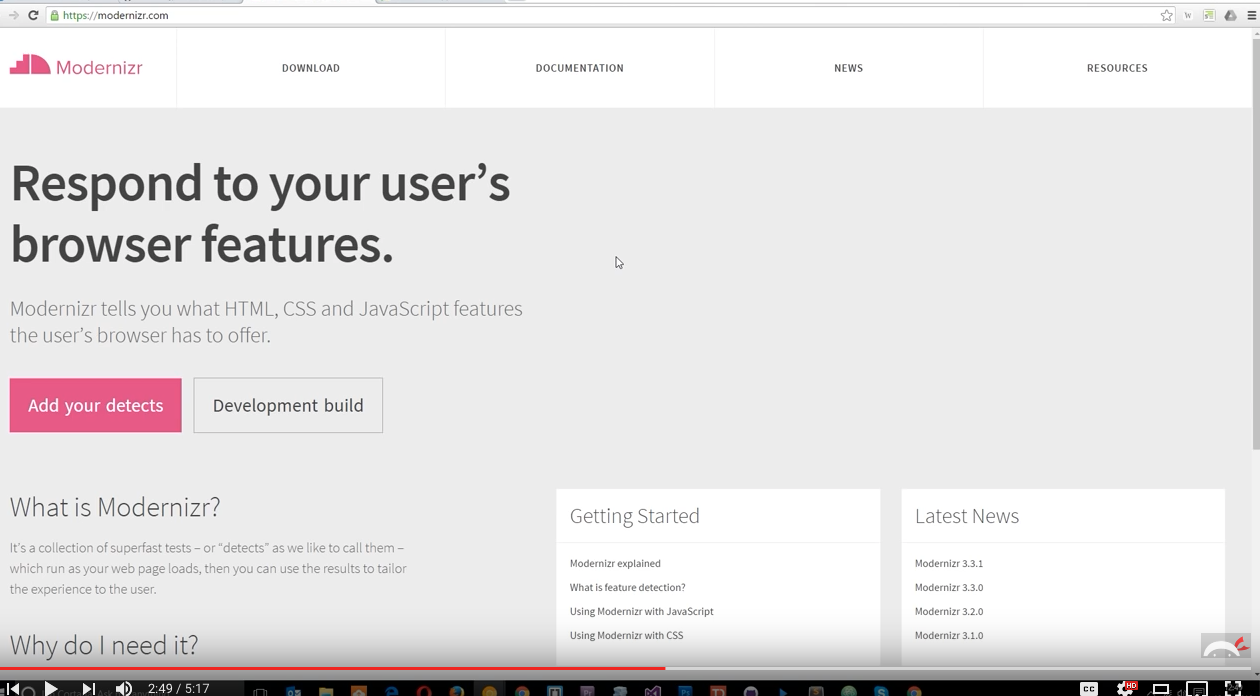 https://modernizr.com
Modernizr
DOWNLOAD
DOCUMENTATION
NEWS
RESOURCES
Respond to your user’s
browser features.
Modernizr tells you what HTML, CSS and JavaScript features
the user’s browser has to offer.
Add your detects
Development build
What is Modernizr?
It’s a collection of superfast tests – or “detects” as we like to call them –
which run as your web page loads, then you can use the results to tailor
the experience to the user.
Why do I need it?
Getting Started
Modernizr explained
What is feature detection?
Using Modernizr with JavaScript
Using Modernizr with CSS
Latest News
Modernizr 3.3.1
Modernizr 3.3.0
Modernizr 3.2.0
Modernizr 3.1.0
2:49 / 5:17
CC
HD